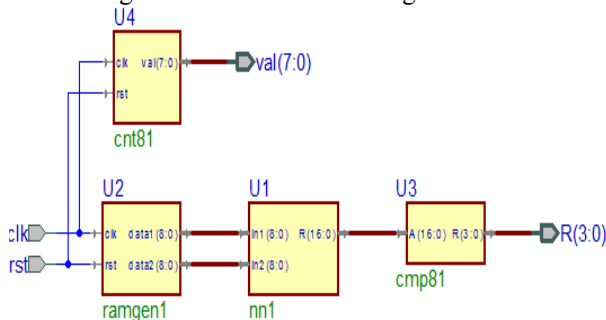 U4
clk val(7:0)
rst
val(7:0)
cnt81
U2
U1
U3
clk
clk data1(8:0)
In1(8:0) R(16:0)
A(16:0) R(3:0)
R(3:0)
rst
rst data2(8:0)
In2(8:0)
cmp81
ramgen1
nn1